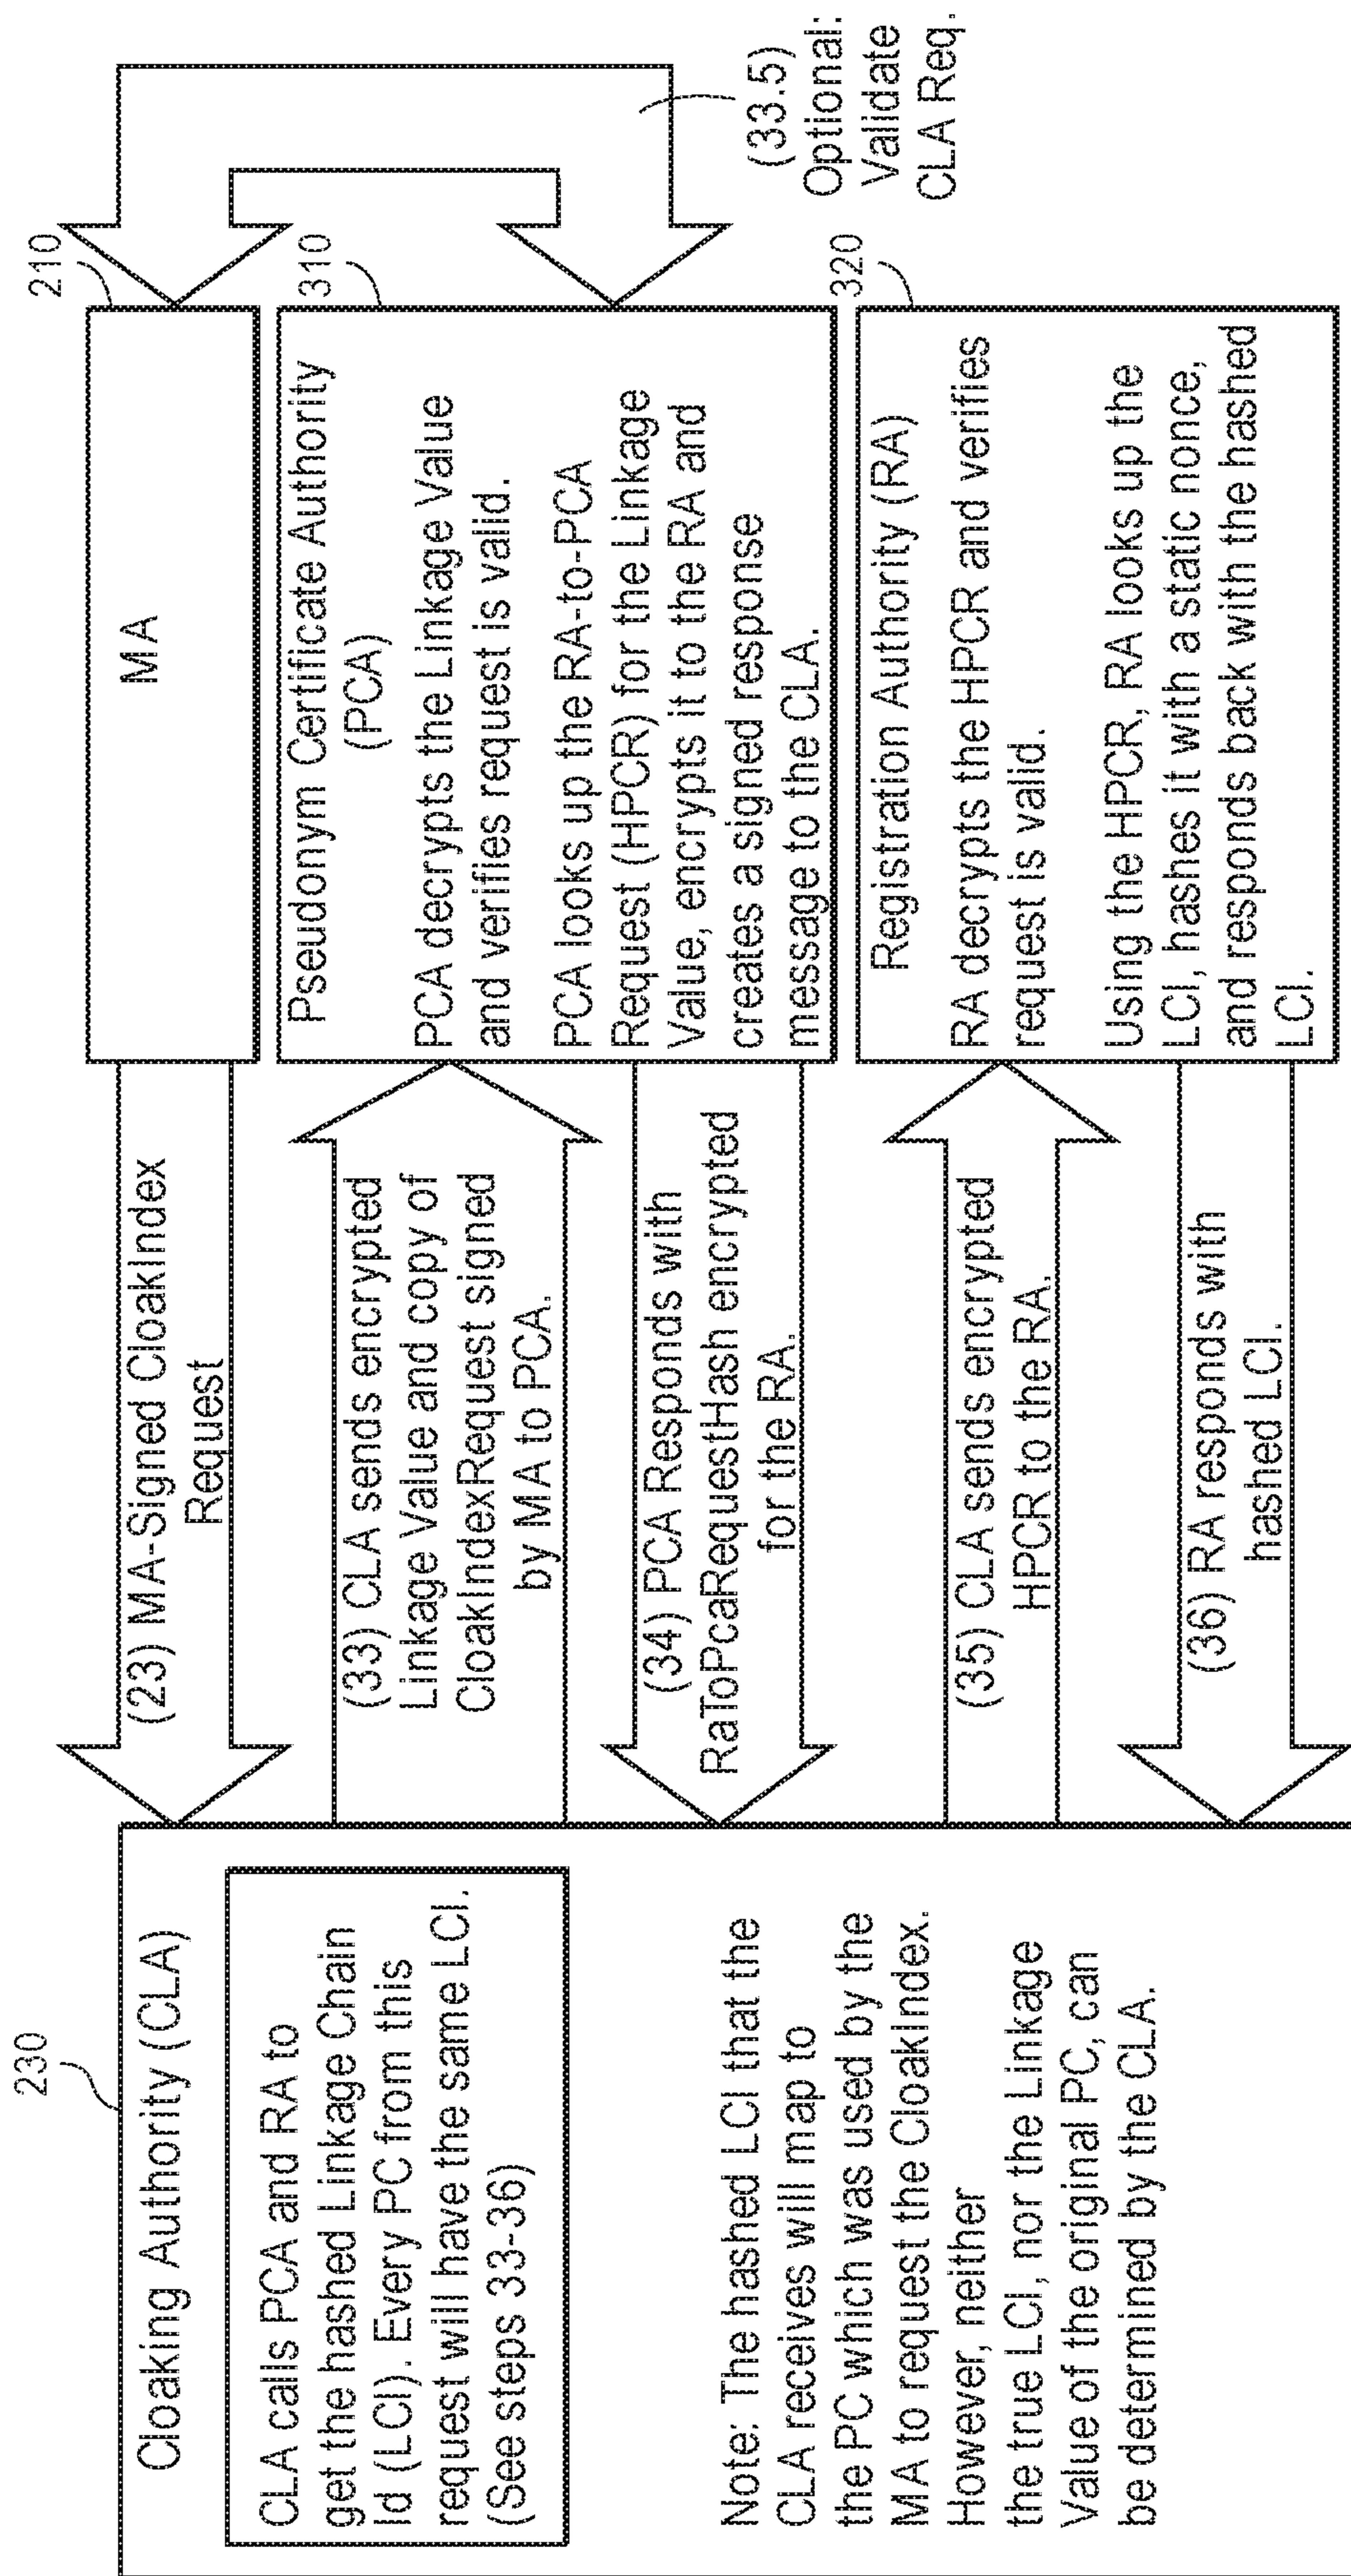 230
Cloaking Authority (CLA)
CLA calls PCA and RA to
get the hashed Linkage Chain
Id (LCI). Every PC from this
request will have the same LCI.
(See steps 33-36)
Note: The hashed LCI that the
CLA receives will map to
the PC which was used by the
MA to request the CloakIndex.
However, neither
the true LCI, nor the Linkage
Value of the original PC, can
be determined by the CLA.
(23) MA-Signed CloakIndex
Request
(33) CLA sends encrypted
Linkage Value and copy of
CloakIndexRequest signed
by MA to PCA.
(34) PCA Responds with
RaToPcaRequestHash encrypted
for the RA.
(35) CLA sends encrypted
HPCR to the RA.
(36) RA responds with
hashed LCI.
210
MA
310
Pseudonym Certificate Authority
(PCA)
PCA decrypts the Linkage Value
and verifies request is valid.
PCA looks up the RA-to-PCA
Request (HPCR) for the Linkage
Value, encrypts it to the RA and
creates a signed response
message to the CLA.
320
Registration Authority (RA)
RA decrypts the HPCR and verifies
request is valid.
Using the HPCR, RA looks up the
LCI, hashes it with a static nonce,
and responds back with the hashed
LCI.
(33.5)
Optional:
Validate
CLA Req.